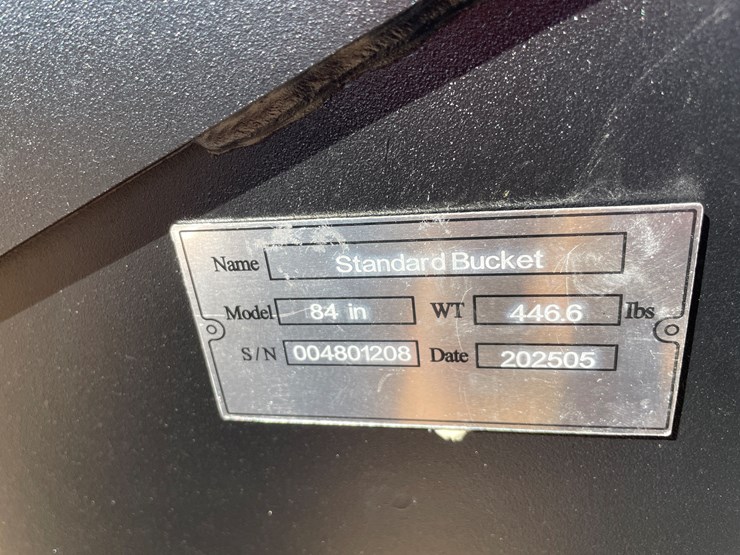 Name Standard Bucket
Model 84 in WT 446.6 lbs
S/N 004801208 Date 202505